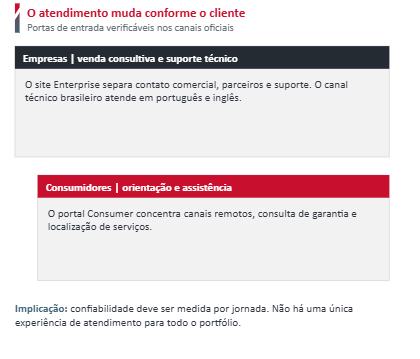 O atendimento muda conforme o cliente
Portas de entrada verificáveis nos canais oficiais
Empresas | venda consultiva e suporte técnico
O site Enterprise separa contato comercial, parceiros e suporte. O canal
técnico brasileiro atende em português e inglês.
Consumidores | orientação e assistência
O portal Consumer concentra canais remotos, consulta de garantia e
localização de serviços.
Implicação: confiabilidade deve ser medida por jornada. Não há uma única
experiência de atendimento para todo o portfólio.